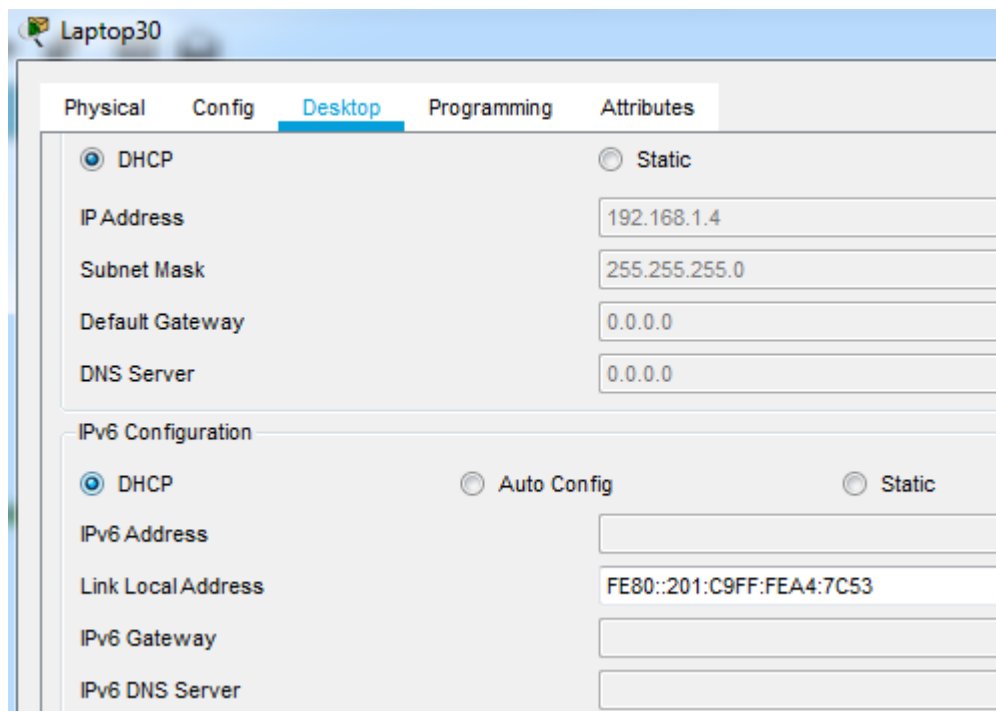 Laptop30
Physical Config Desktop Programming Attributes
DHCP Static
IP Address 192.168.1.4
Subnet Mask 255.255.255.0
Default Gateway 0.0.0.0
DNS Server 0.0.0.0
IPv6 Configuration
DHCP Auto Config Static
IPv6 Address
Link Local Address FE80::201:C9FF:FEA4:7C53
IPv6 Gateway
IPv6 DNS Server